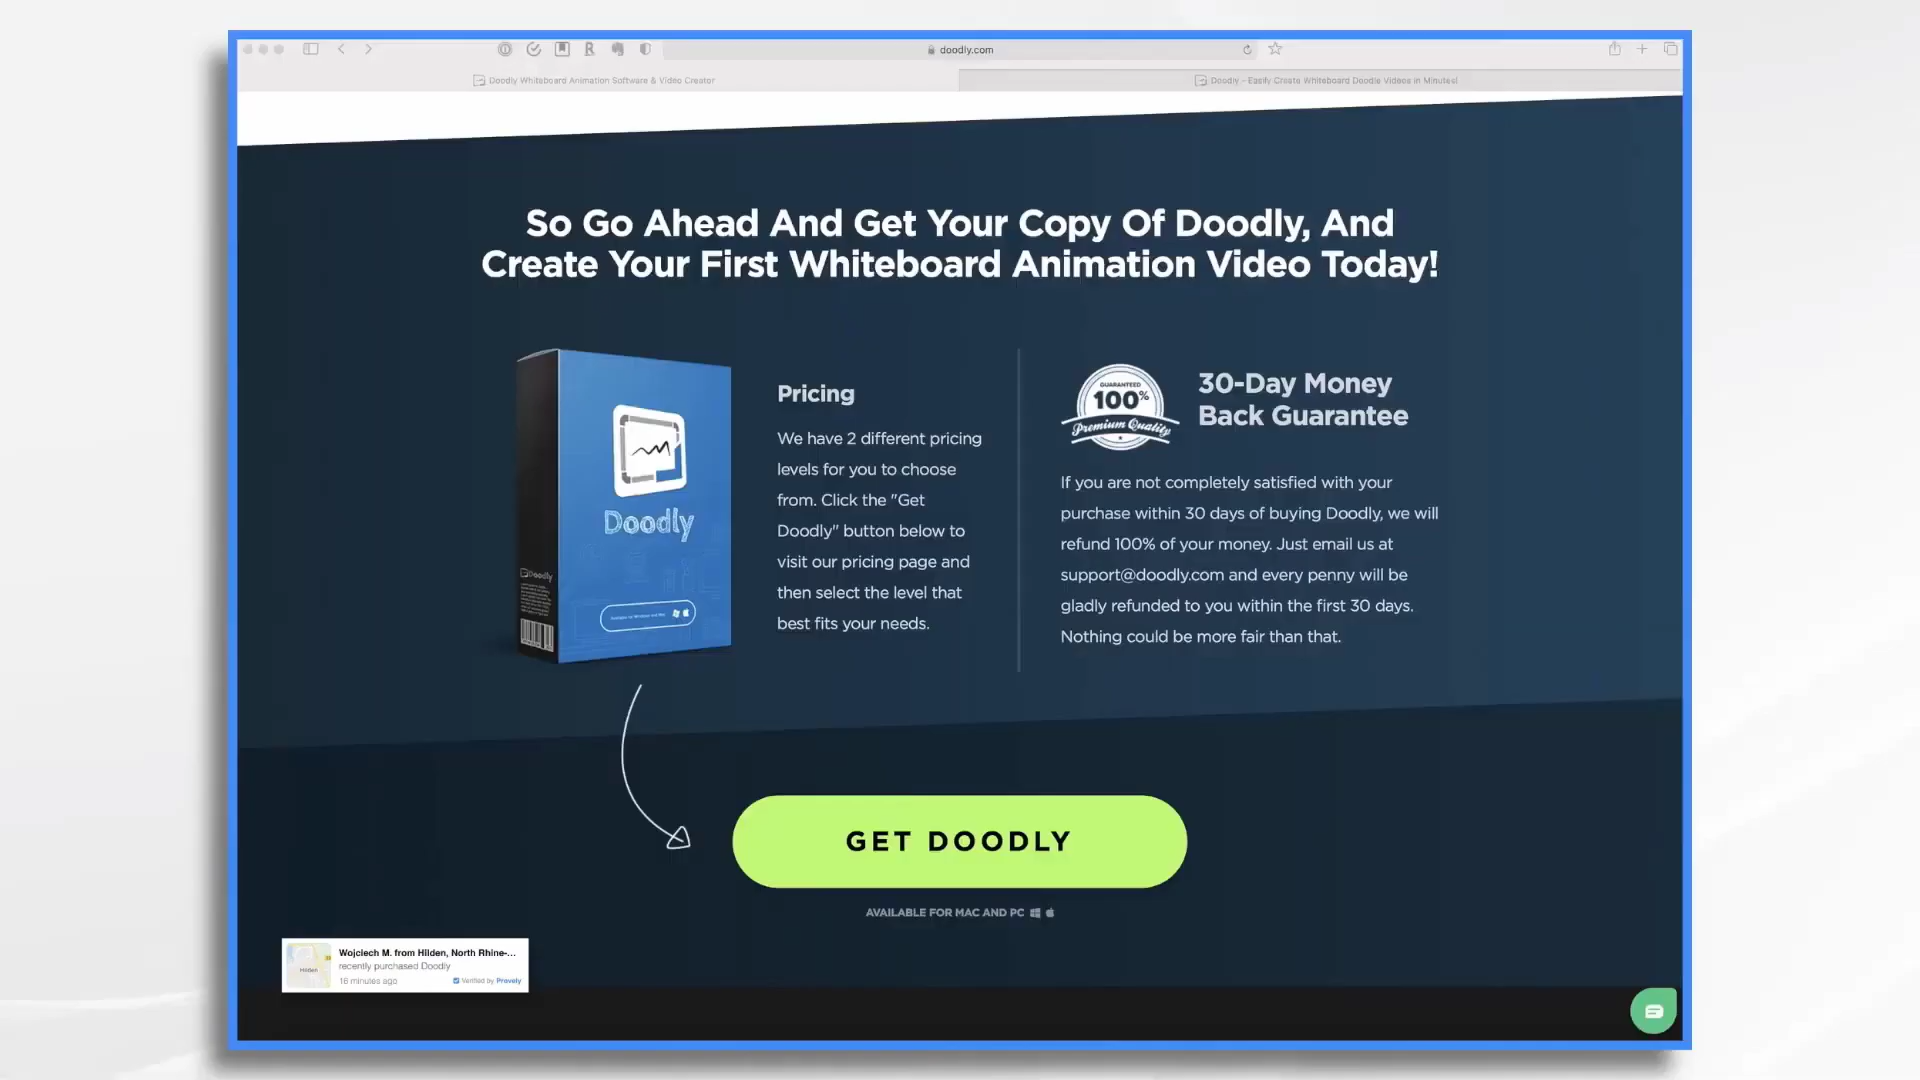 doodly.com
Doodly Whiteboard Animation Software & Video Creator
Doodly - Easily Create Whiteboard Doodle Videos in Minutes!
So Go Ahead And Get Your Copy Of Doodly, And
Create Your First Whiteboard Animation Video Today!
Doodly
Doodly
Pricing
We have 2 different pricing
levels for you to choose
from. Click the "Get
Doodly" button below to
visit our pricing page and
then select the level that
best fits your needs.
GUARANTEED
100%
Premium Quality
30-Day Money
Back Guarantee
If you are not completely satisfied with your
purchase within 30 days of buying Doodly, we will
refund 100% of your money. Just email us at
support@doodly.com and every penny will be
gladly refunded to you within the first 30 days.
Nothing could be more fair than that.
GET DOODLY
AVAILABLE FOR MAC AND PC
Hilden
Wojciech M. from Hilden, North Rhine-...
recently purchased Doodly
16 minutes ago
Verified by Provely